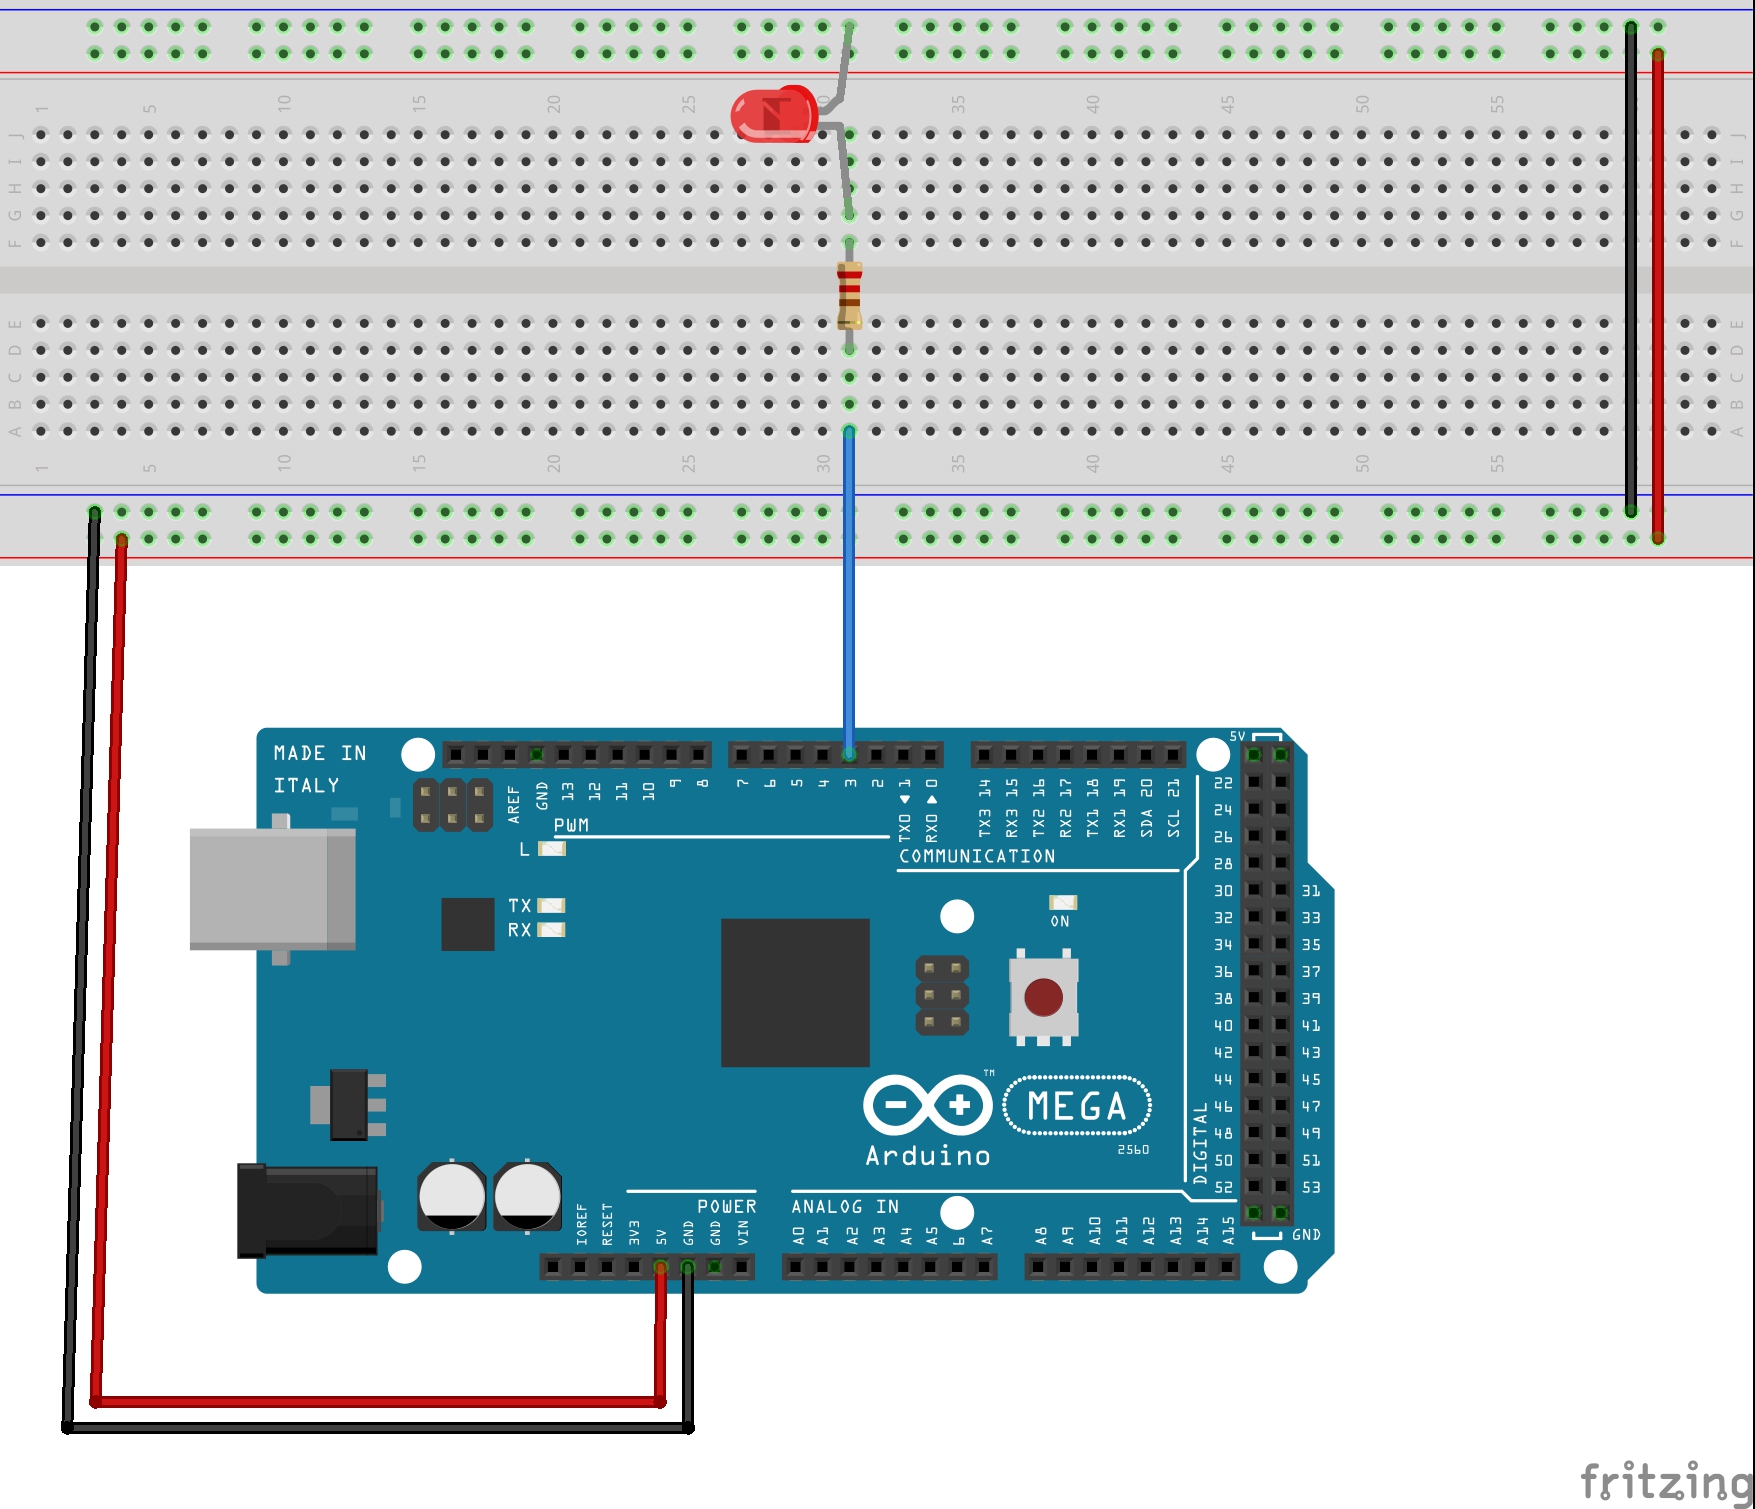 1 5 10 15 20 25 30 35 40 45 50 55
J J
I I
H H
G G
F F
E E
D D
C C
B B
A A
1 5 10 15 20 25 30 35 40 45 50 55
MADE IN
ITALY
AREF GND 13 12 11 10 9 8 7 6 5 4 3 2 TX0 1 RX0 0 TX3 14 RX3 15 TX2 16 RX2 17 TX1 18 RX1 19 SDA 20 SCL 21
5V
22
24
26
28
30 31
32 33
34 35
36 37
38 39
40 41
42 43
44 45
46 47
48 49
50 51
52 53
GND
DIGITAL
PWM
COMMUNICATION
L
TX
RX
ON
TM
MEGA
Arduino
2560
POWER
ANALOG IN
IOREF RESET 3V3 5V GND GND VIN A0 A1 A2 A3 A4 A5 6 A7 A8 A9 A10 A11 A12 A13 A14 A15
fritzing